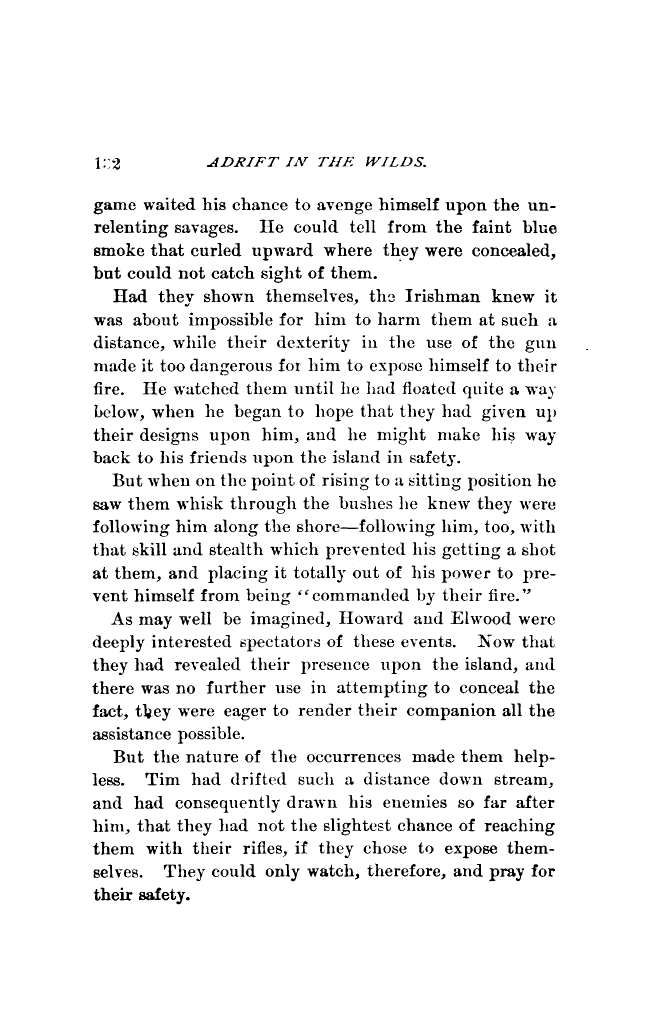 ADRIFT IN THE WILDS.
game waited his chance to avenge himself upon the un-
relenting savages. He could tell from the faint blue
smoke that curled upward where they were concealed,
but could not catch sight of them.
Had they shown themselves, the Irishman knew it
was about impossible for him to harm them at such a
distance, while their dexterity in the use of the gun
made it too dangerous for him to expose himself to their
fire. He watched them until he had floated quite a way
below, when he began to hope that they had given up
their designs upon him, and he might make his way
back to his friends upon the island in safety.
But when on the point of rising to a sitting position he
saw them whisk through the bushes he knew they were
following him along the shore—following him, too, with
that skill and stealth which prevented his getting a shot
at them, and placing it totally out of his power to pre-
vent himself from being “commanded by their fire.”
As may well be imagined, Howard and Elwood were
deeply interested spectators of these events. Now that
they had revealed their presence upon the island, and
there was no further use in attempting to conceal the
fact, they were eager to render their companion all the
assistance possible.
But the nature of the occurrences made them help-
less. Tim had drifted such a distance down stream,
and had consequently drawn his enemies so far after
him, that they had not the slightest chance of reaching
them with their rifles, if they chose to expose them-
selves. They could only watch, therefore, and pray for
their safety.